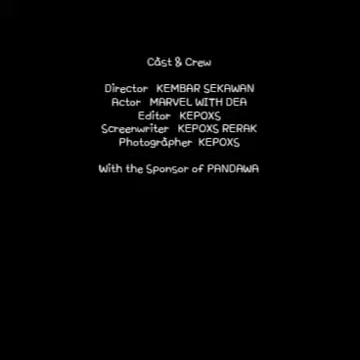 Cast & Crew
Director KEMBAR SEKAWAN
Actor MARVEL WITH DEA
Editor KEPOXS
Screenwriter KEPOXS RERAK
Photographer KEPOXS
With the Sponsor of PANDAWA